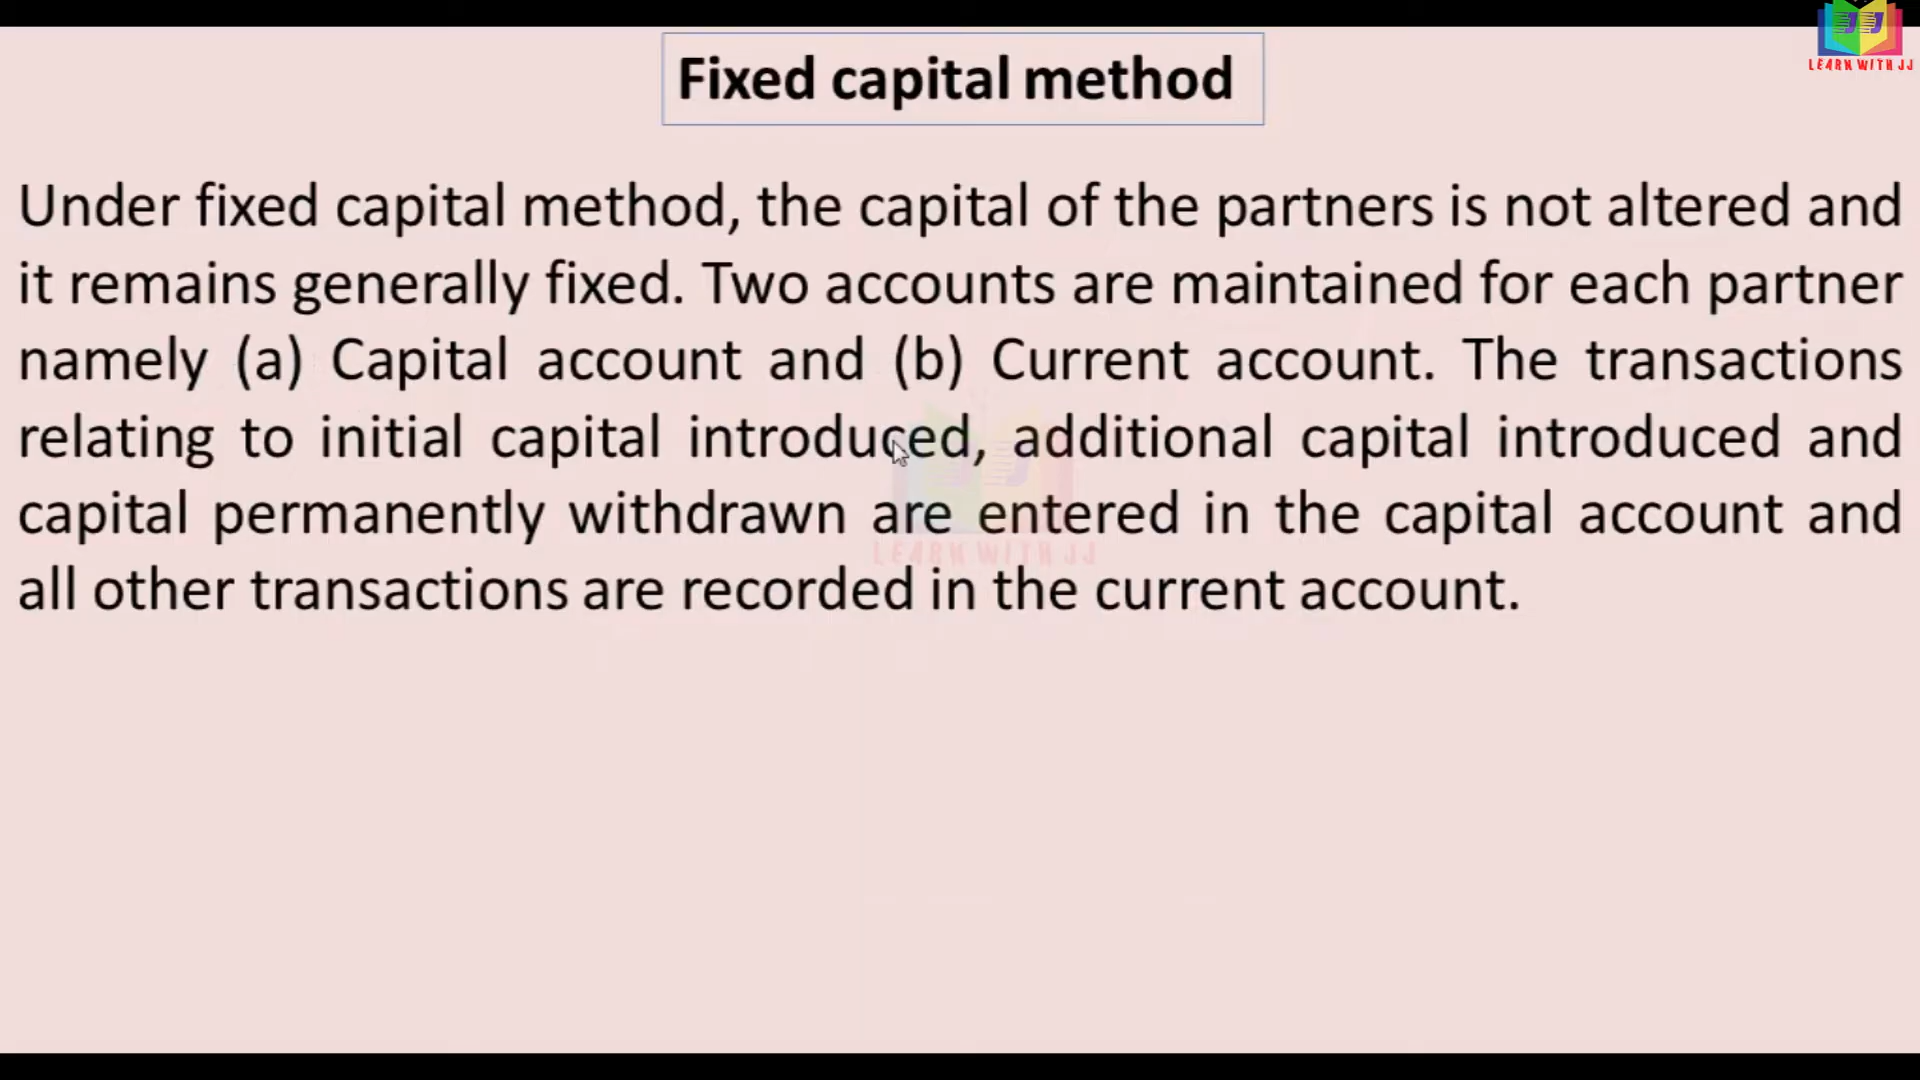 LEARN WITH JJ
Fixed capital method
Under fixed capital method, the capital of the partners is not altered and
it remains generally fixed. Two accounts are maintained for each partner
namely (a) Capital account and (b) Current account. The transactions
relating to initial capital introduced, additional capital introduced and
capital permanently withdrawn are entered in the capital account and
all other transactions are recorded in the current account.
LEARN WITH JJ